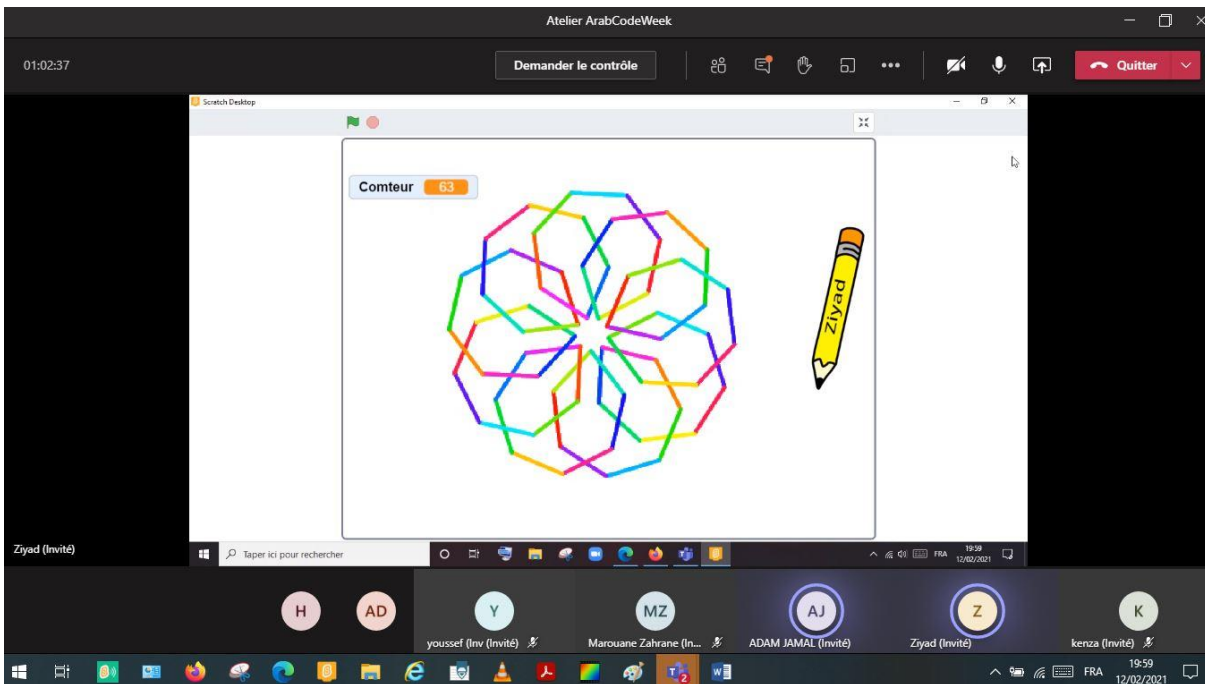 Atelier ArabCodeWeek
01:02:37
Demander le contrôle
Quitter
Scratch Desktop
Comteur 63
Ziyad
Ziyad (Invité)
Taper ici pour rechercher
FRA
19:59
12/02/2021
H
AD
Y
MZ
AJ
Z
K
youssef (Inv (Invité)
Marouane Zahrane (In...
ADAM JAMAL (Invité)
Ziyad (Invité)
kenza (Invité)
FRA
19:59
12/02/2021